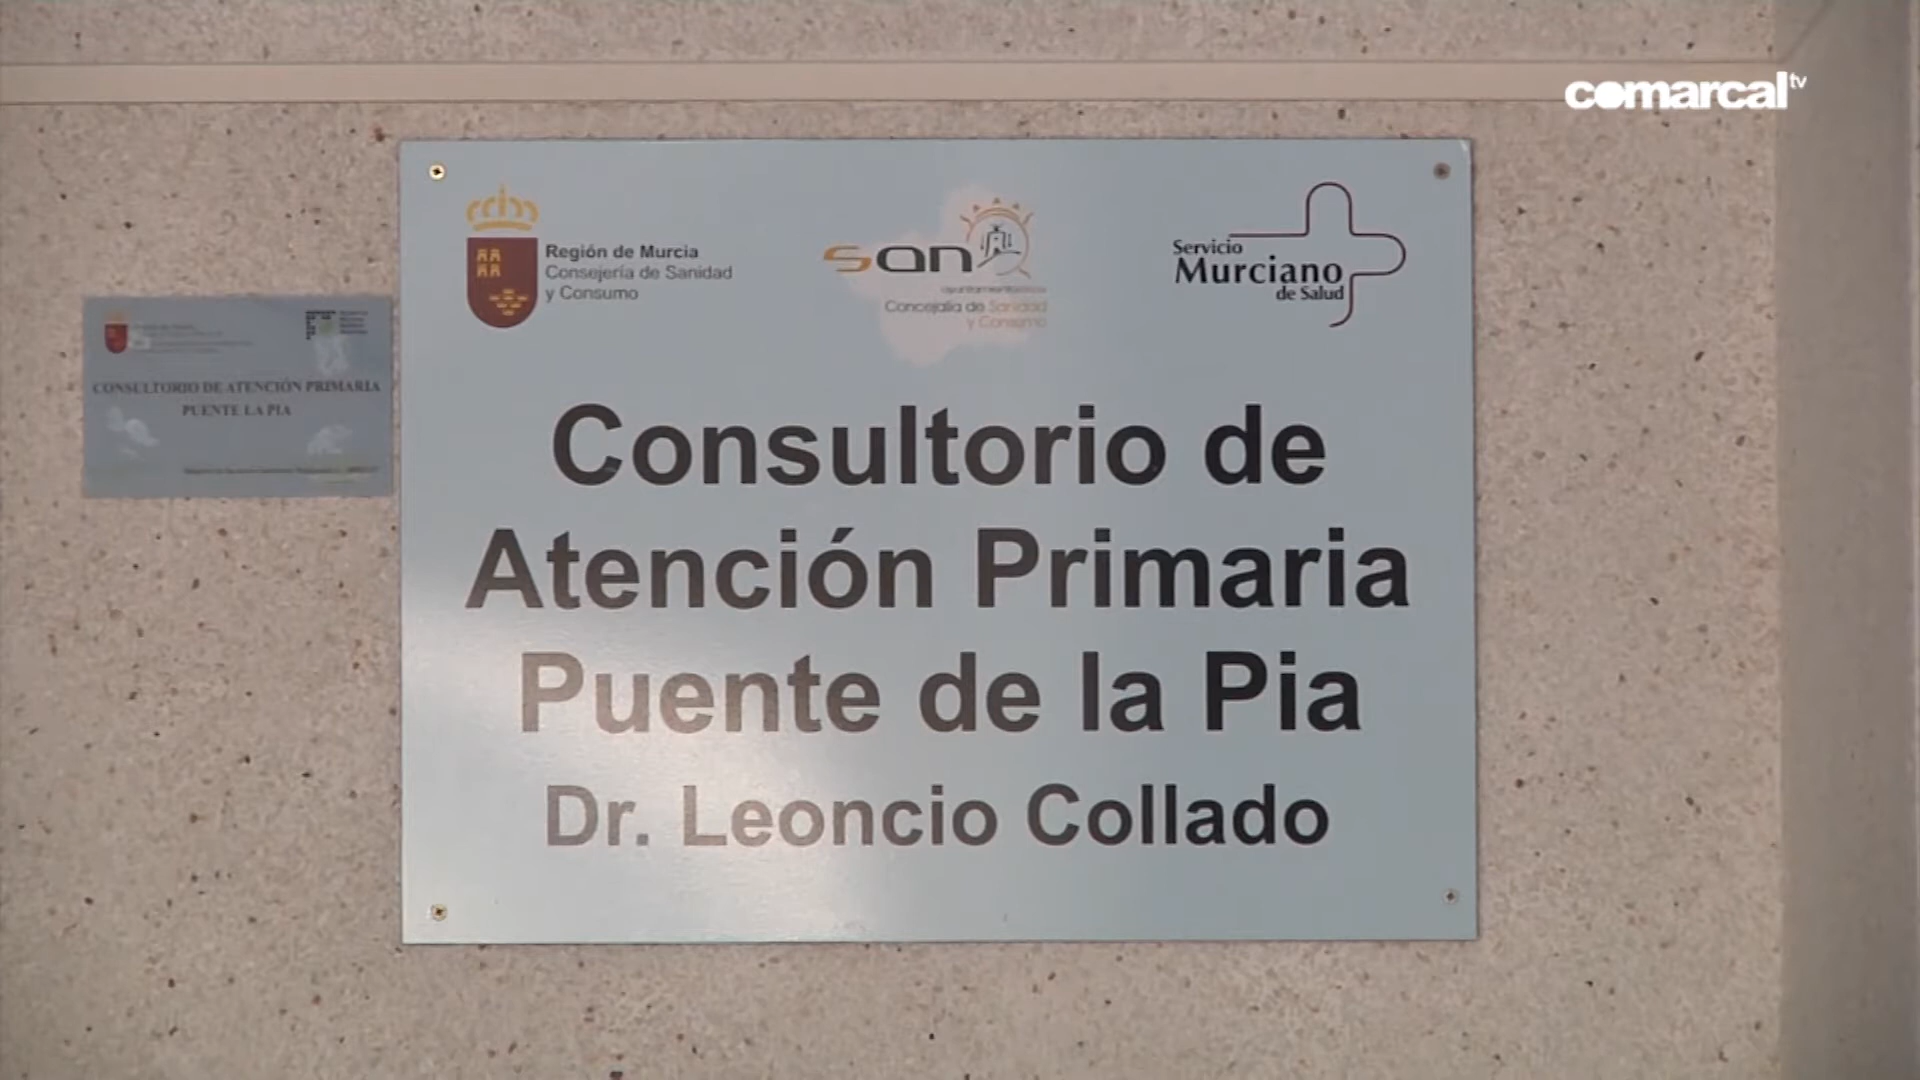 comarcal tv
Región de Murcia
Consejería de Sanidad
y Consumo
san
Concejalía de Sanidad
y Consumo
Servicio
Murciano
de Salud
CONSULTORIO DE ATENCIÓN PRIMARIA
PUENTE LA PIA
Consultorio de
Atención Primaria
Puente de la Pia
Dr. Leoncio Collado